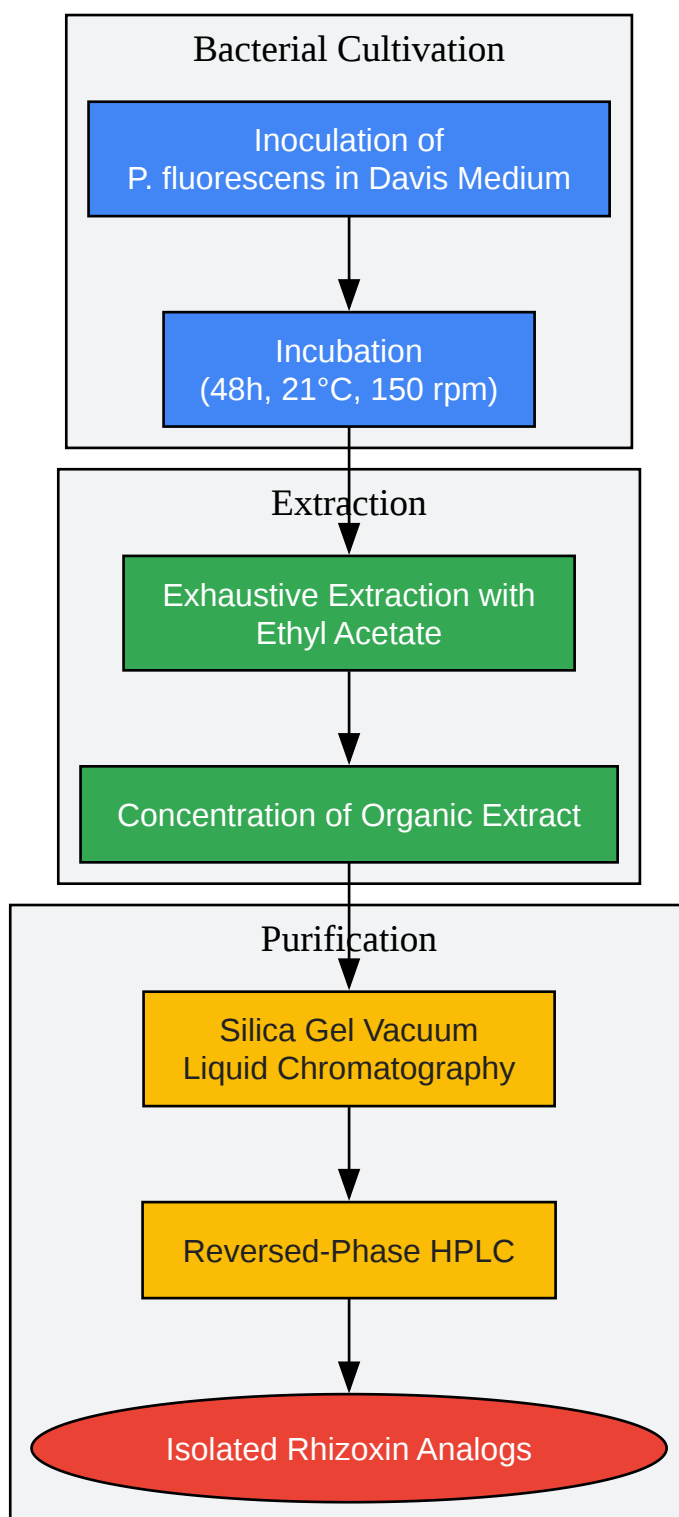 Bacterial Cultivation
Inoculation of
P. fluorescens in Davis Medium
Incubation
(48h, 21°C, 150 rpm)
Extraction
Exhaustive Extraction with
Ethyl Acetate
Concentration of Organic Extract
Purification
Silica Gel Vacuum
Liquid Chromatography
Reversed-Phase HPLC
Isolated Rhizoxin Analogs